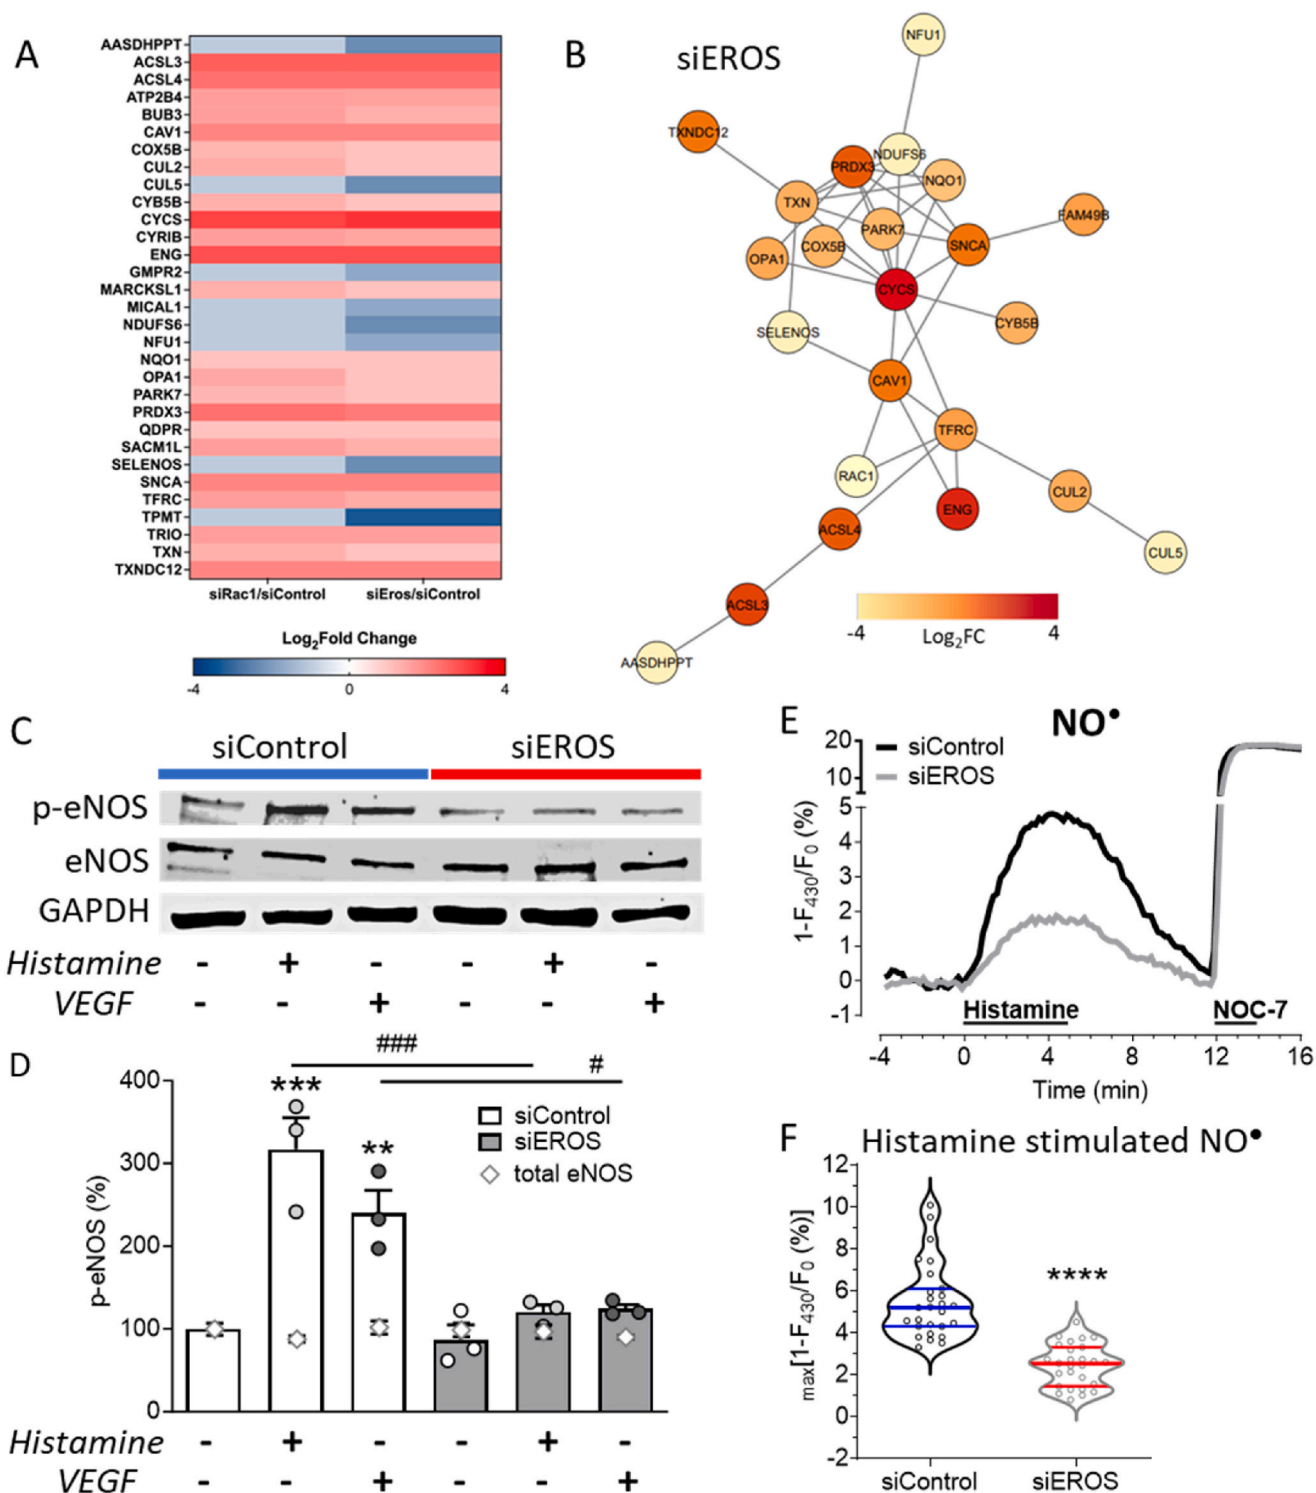 A
AASDHPPT
ACSL3
ACSL4
ATP2B4
BUB3
CAV1
COX5B
CUL2
CUL5
CYB5B
CYCS
CYRIB
ENG
GMPR2
MARCKSL1
MICAL1
NDUFS6
NFU1
NQO1
OPA1
PARK7
PRDX3
QDPR
SACM1L
SELENOS
SNCA
TFRC
TPMT
TRIO
TXN
TXNDC12
siRac1/siControl siEros/siControl
Log2Fold Change
-4 0 4
B
siEROS
NFU1
TXNDC12
NDUFS6
PRDX3
NQO1
TXN
FAM49B
PARK7
COX5B
SNCA
OPA1
CYCS
CYB5B
SELENOS
CAV1
TFRC
RAC1
CUL2
ENG
ACSL4
CUL5
ACSL3
AASDHPPT
-4 Log2FC 4
C
siControl siEROS
p-eNOS
eNOS
GAPDH
Histamine - + - - + -
VEGF - - + - - +
D
### 
#
***
**
400
300
200
100
0
p-eNOS (%)
siControl
siEROS
total eNOS
Histamine - + - - + -
VEGF - - + - - +
E
NO•
siControl
siEROS
20
10
5
4
3
2
1
0
-1
1-F430/F0 (%)
Histamine NOC-7
-4 0 4 8 12 16
Time (min)
F Histamine stimulated NO•
12
10
8
6
4
2
0
-2
max[1-F430/F0 (%)]
****
siControl siEROS